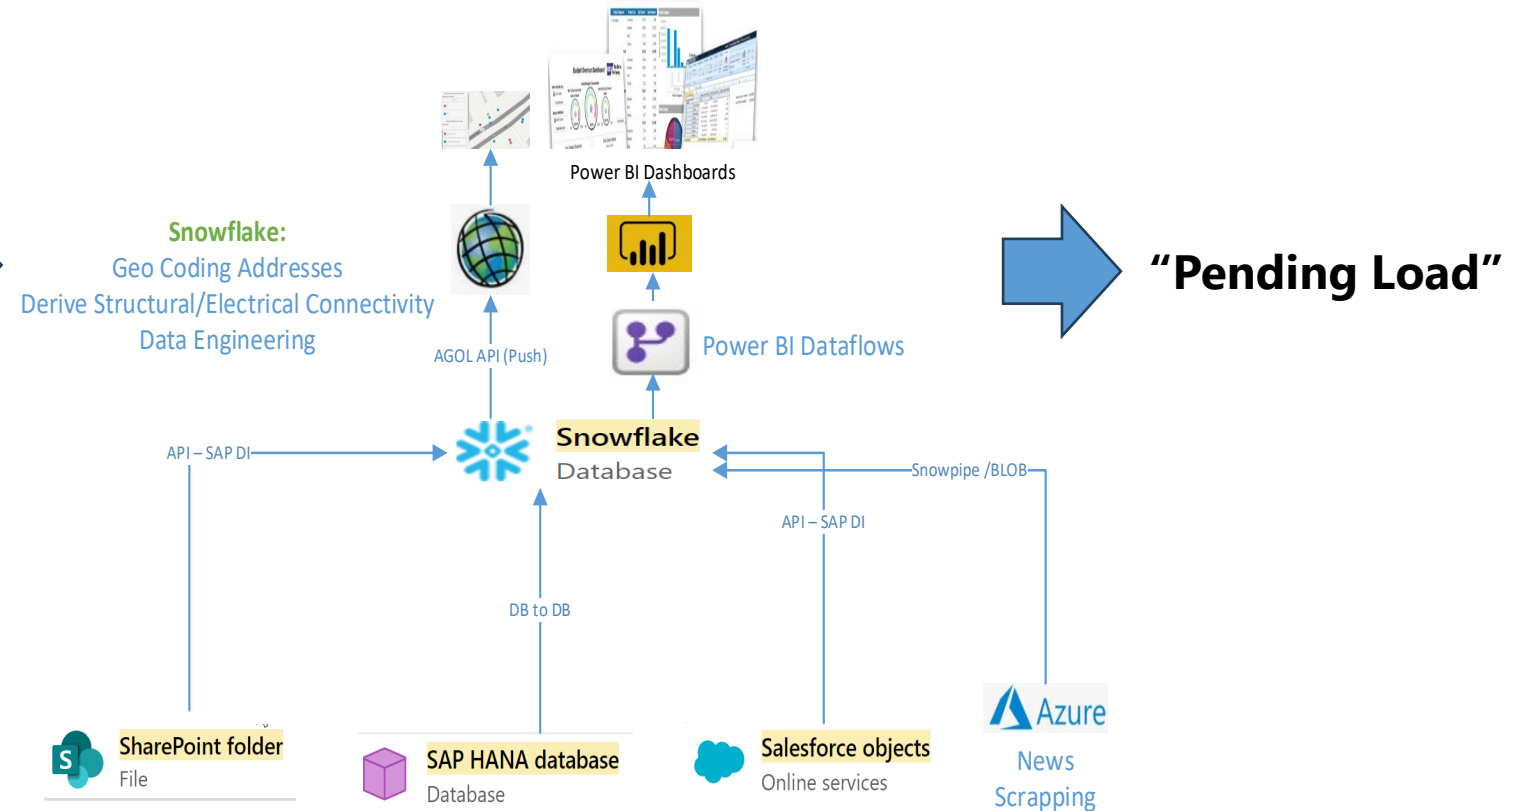 Power BI Dashboards
Snowflake:
Geo Coding Addresses
Derive Structural/Electrical Connectivity
Data Engineering
“Pending Load”
AGOL API (Push)
Power BI Dataflows
Snowflake
Database
API – SAP DI
Snowpipe /BLOB
API – SAP DI
DB to DB
Azure
News
Scrapping
S
SharePoint folder
File
SAP HANA database
Database
Salesforce objects
Online services